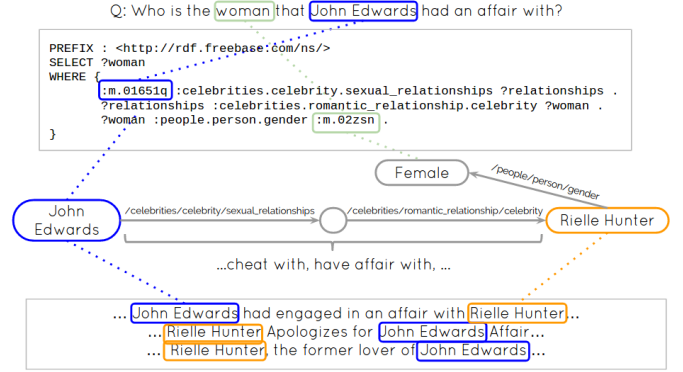 Q: Who is the woman that John Edwards had an affair with?
PREFIX : <http://rdf.freebase.com/ns/>
SELECT ?woman
WHERE {
:m.01651q :celebrities.celebrity.sexual_relationships ?relationships .
?relationships :celebrities.romantic_relationship.celebrity ?woman .
?woman :people.person.gender :m.02zsn .
}
Female
/people/person/gender
John
Edwards
/celebrities/celebrity/sexual_relationships
/celebrities/romantic_relationship/celebrity
Rielle Hunter
...cheat with, have affair with, ...
... John Edwards had engaged in an affair with Rielle Hunter...
... Rielle Hunter Apologizes for John Edwards Affair...
... Rielle Hunter, the former lover of John Edwards ...